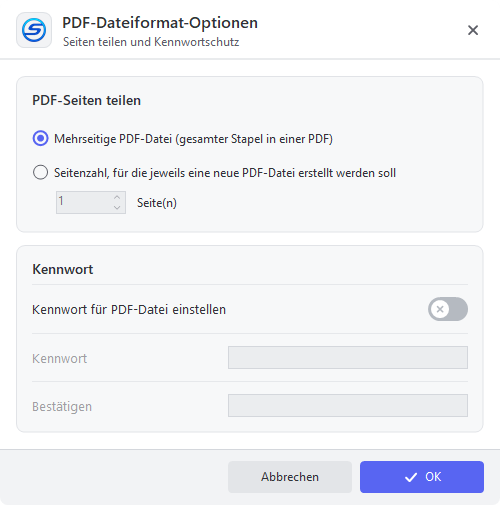 PDF-Dateiformat-Optionen
Seiten teilen und Kennwortschutz
PDF-Seiten teilen
Mehrseitige PDF-Datei (gesamter Stapel in einer PDF)
Seitenzahl, für die jeweils eine neue PDF-Datei erstellt werden soll
1 Seite(n)
Kennwort
Kennwort für PDF-Datei einstellen
Kennwort
Bestätigen
Abbrechen
OK